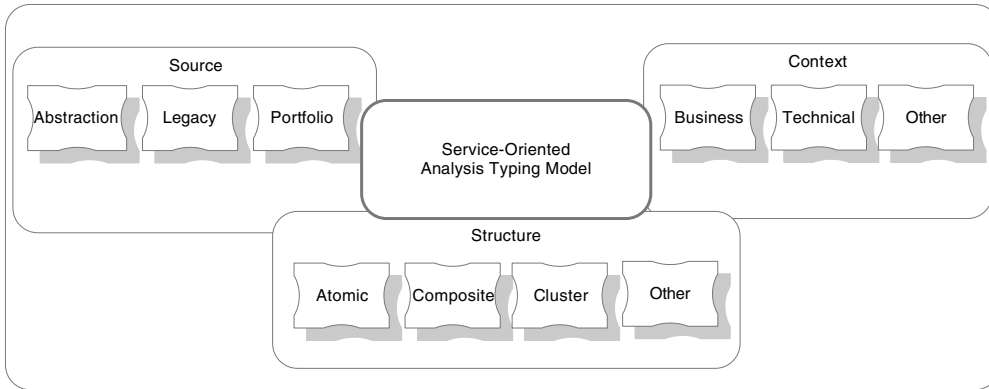 Source
Abstraction
Legacy
Portfolio
Context
Business
Technical
Other
Service-Oriented
Analysis Typing Model
Structure
Atomic
Composite
Cluster
Other